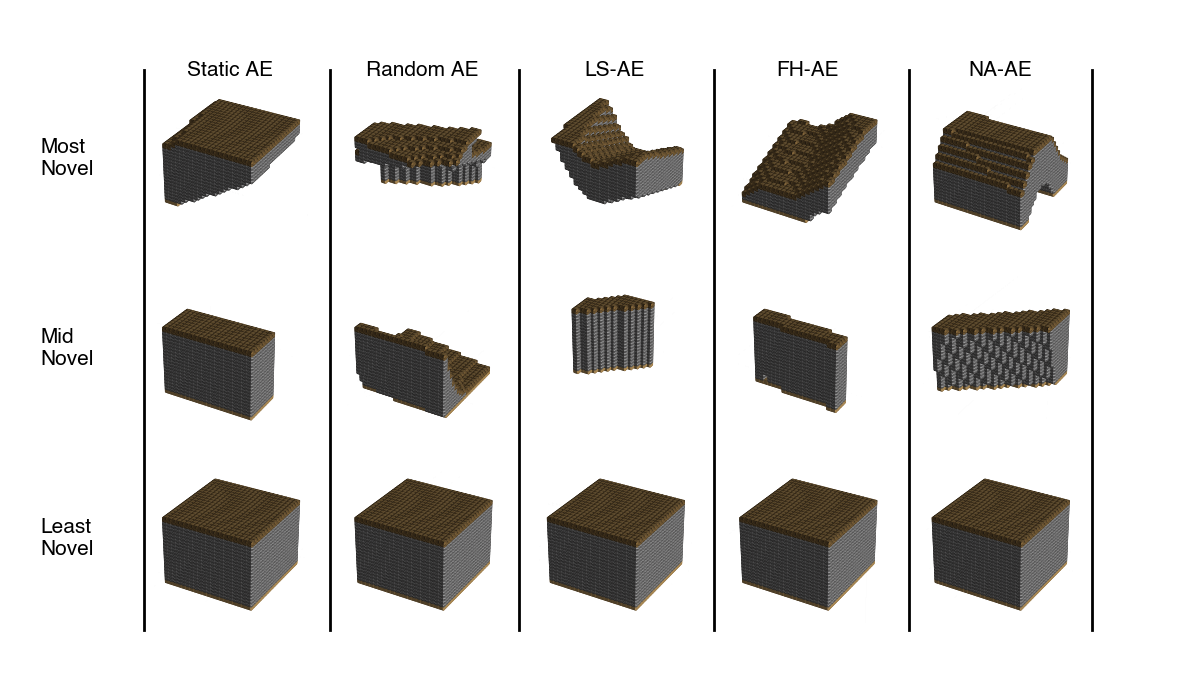 Static AE
Random AE
LS-AE
FH-AE
NA-AE
Most
Novel
Mid
Novel
Least
Novel